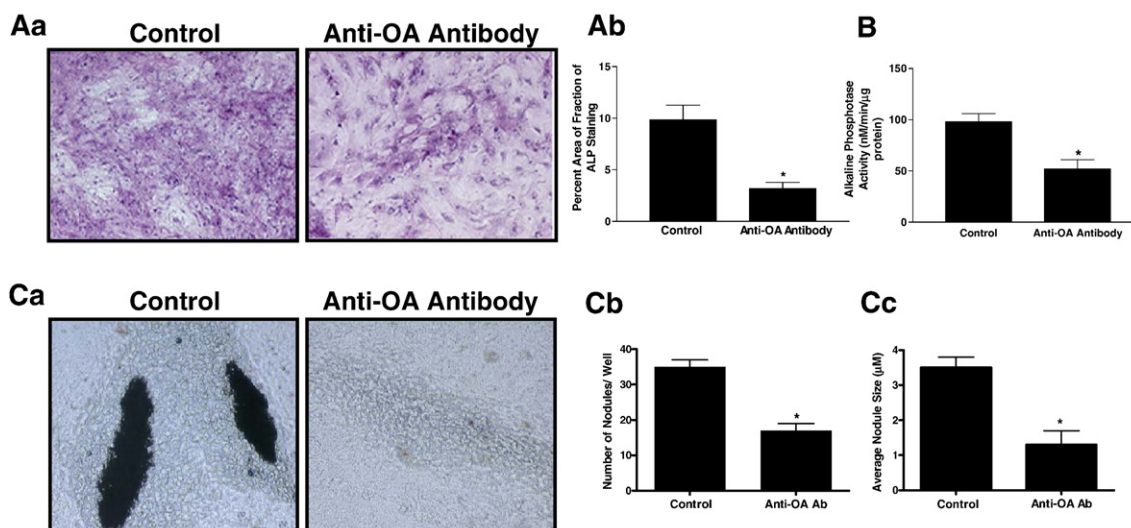 Aa
Control
Anti-OA Antibody
Ab
Percent Area of Fraction of
ALP Staining
15
10
5
0
*
Control
Anti-OA Antibody
B
Alkaline Phosphotase
Activity (nM/min/µg
protein)
150
100
50
0
*
Control
Anti-OA Antibody
Ca
Control
Anti-OA Antibody
Cb
Number of Nodules/ Well
40
30
20
10
0
*
Control
Anti-OA Ab
Cc
Average Nodule Size (µM)
4
3
2
1
0
*
Control
Anti-OA Ab